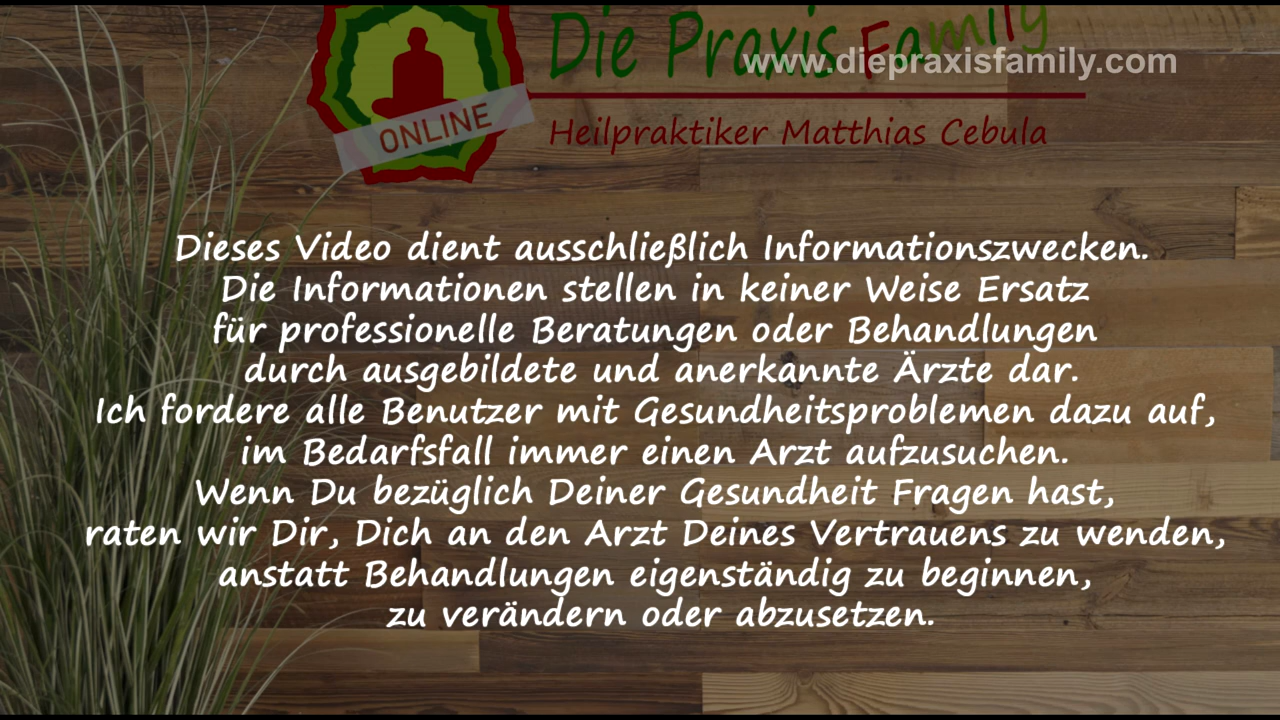 Die Praxis Family
www.diepraxisfamily.com
ONLINE
Heilpraktiker Matthias Cebula
Dieses Video dient ausschließlich Informationszwecken.
Die Informationen stellen in keiner Weise Ersatz
für professionelle Beratungen oder Behandlungen
durch ausgebildete und anerkannte Ärzte dar.
Ich fordere alle Benutzer mit Gesundheitsproblemen dazu auf,
im Bedarfsfall immer einen Arzt aufzusuchen.
Wenn Du bezüglich Deiner Gesundheit Fragen hast,
raten wir Dir, Dich an den Arzt Deines Vertrauens zu wenden,
anstatt Behandlungen eigenständig zu beginnen,
zu verändern oder abzusetzen.